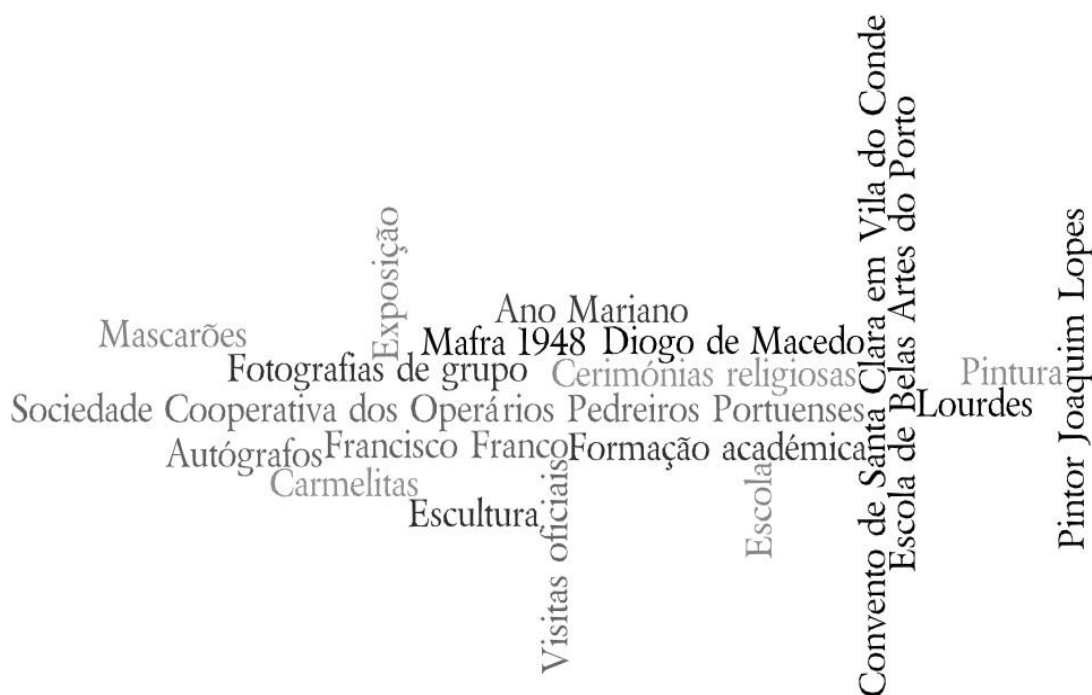 Convento de Santa Clara em Vila do Conde
Escola de Belas Artes do Porto
Exposição
Pintor Joaquim Lopes
Ano Mariano
Mascarões
Mafra 1948
Diogo de Macedo
Fotografias de grupo
Cerimónias religiosas
Pintura
Sociedade Cooperativa dos Operários Pedreiros Portuenses
Lourdes
Autógrafos
Francisco Franco
Formação académica
Carmelitas
Escultura
Visitas oficiais
Escola